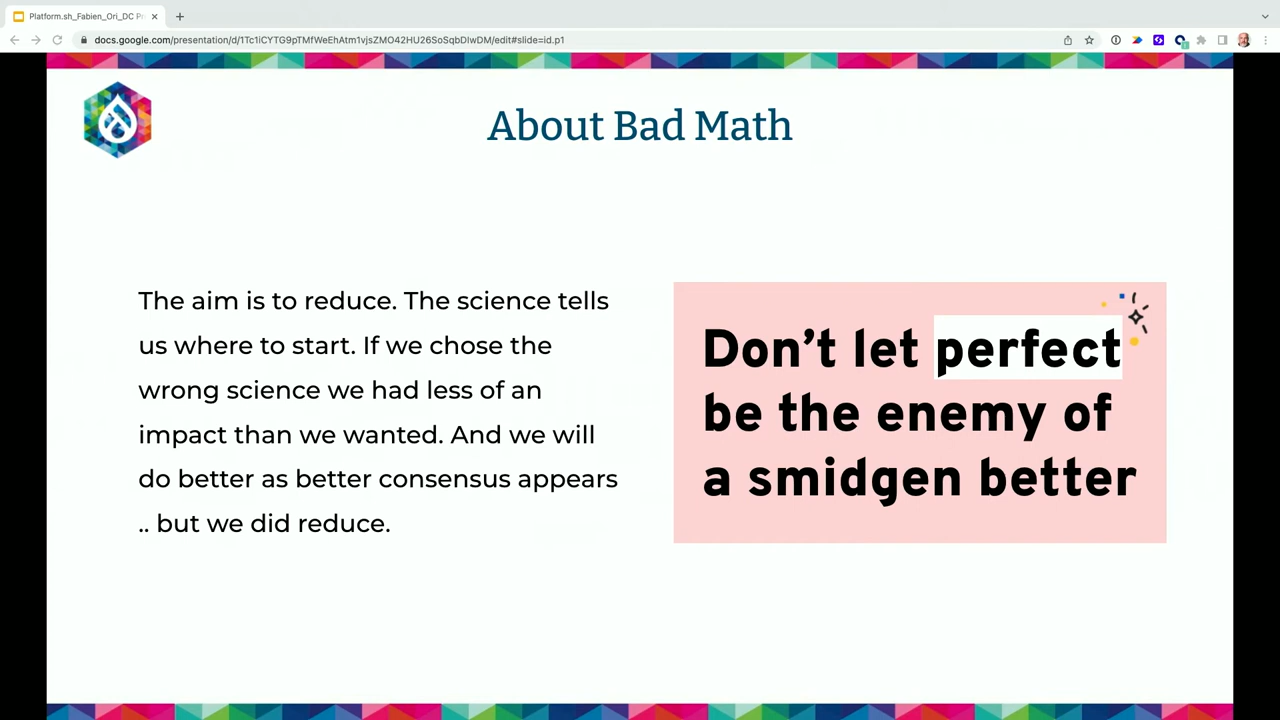 Platform.sh_Fabien_Ori_DC Pr
docs.google.com/presentation/d/1Tc1iCYTG9pTMfWeEhAtm1vjsZMO42HU26SoSqbDIwDM/edit#slide=id.p1
About Bad Math
The aim is to reduce. The science tells
us where to start. If we chose the
wrong science we had less of an
impact than we wanted. And we will
do better as better consensus appears
.. but we did reduce.
Don't let perfect
be the enemy of
a smidgen better